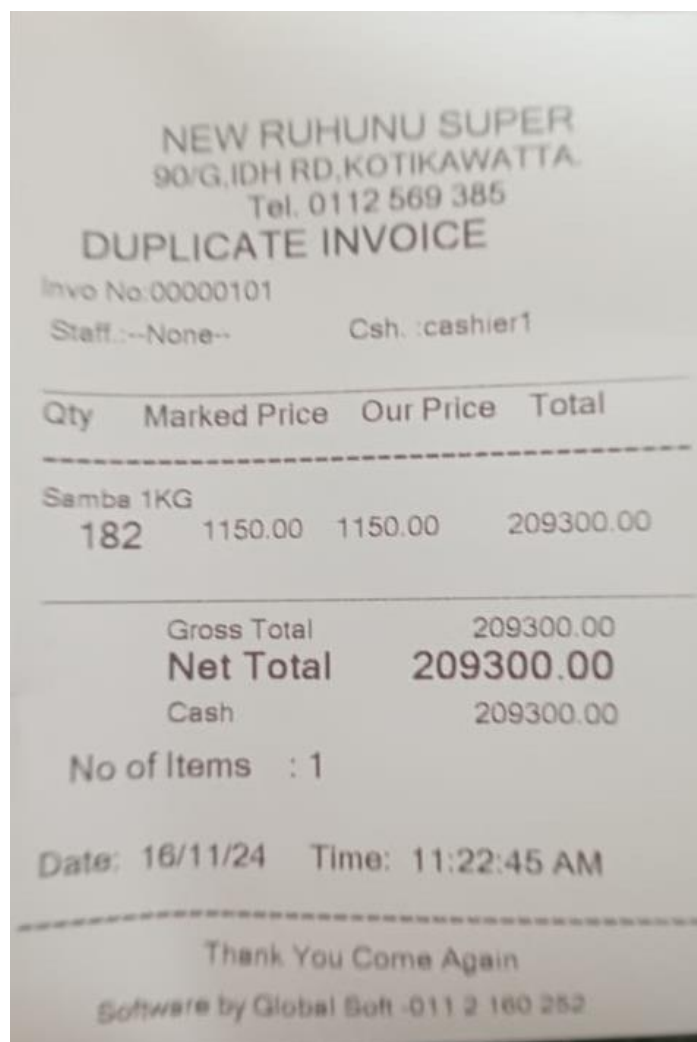 NEW RUHUNU SUPER
90/G,IDH RD,KOTIKAWATTA.
Tel. 0112 569 385
DUPLICATE INVOICE
Invo No:00000101
Staff.:--None-- Csh. :cashier1
Qty Marked Price Our Price Total
Samba 1KG
182 1150.00 1150.00 209300.00
Gross Total 209300.00
Net Total 209300.00
Cash 209300.00
No of Items : 1
Date: 16/11/24 Time: 11:22:45 AM
Thank You Come Again
Software by Global Soft -011 2 160 252